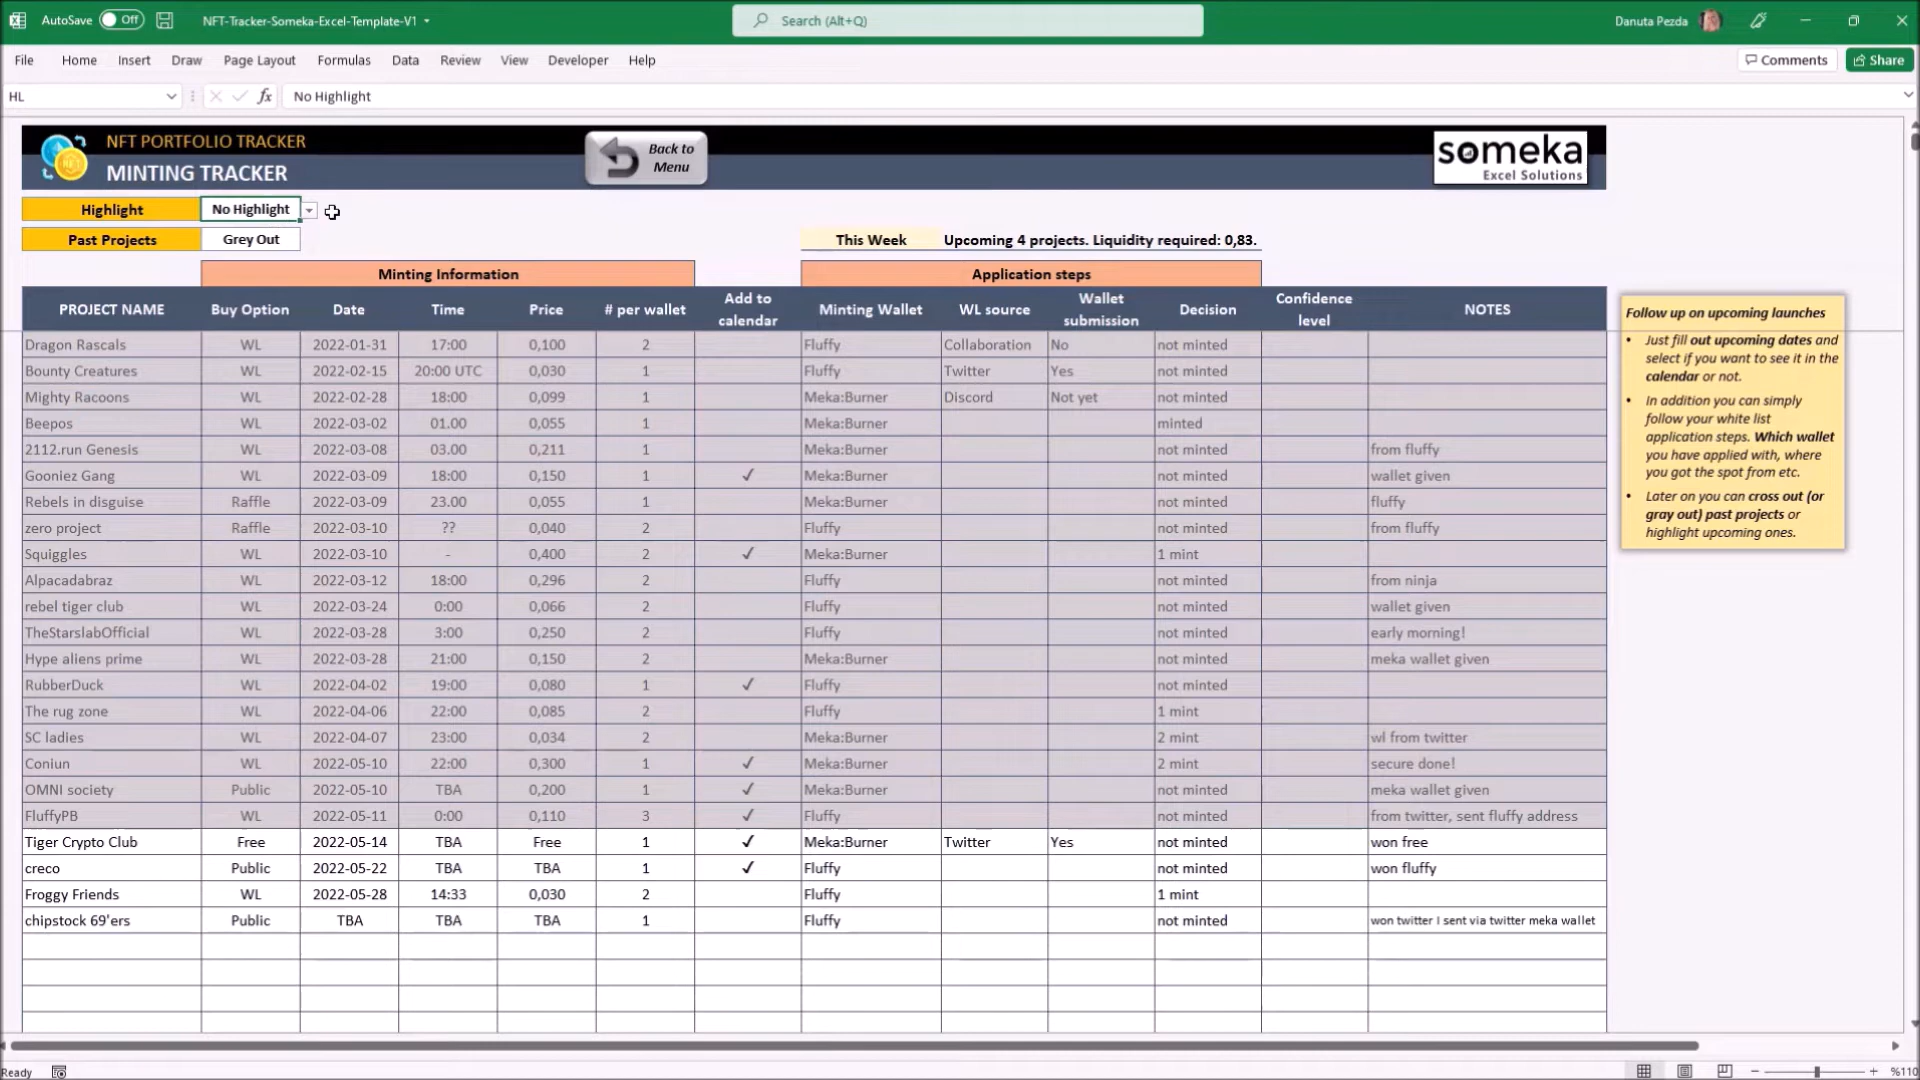 AutoSave Off NFT-Tracker-Someka-Excel-Template-V1 Search (Alt+Q) Danuta Pezda
File Home Insert Draw Page Layout Formulas Data Review View Developer Help Comments Share
HL fx No Highlight
NFT PORTFOLIO TRACKER
MINTING TRACKER
Back to
Menu
someka
Excel Solutions
Highlight No Highlight
Past Projects Grey Out
This Week Upcoming 4 projects. Liquidity required: 0,83.
Minting Information Application steps
PROJECT NAME Buy Option Date Time Price # per wallet Add to calendar Minting Wallet WL source Wallet submission Decision Confidence level NOTES
Dragon Rascals WL 2022-01-31 17:00 0,100 2 Fluffy Collaboration No not minted
Bounty Creatures WL 2022-02-15 20:00 UTC 0,030 1 Fluffy Twitter Yes not minted
Mighty Racoons WL 2022-02-28 18:00 0,099 1 Meka:Burner Discord Not yet not minted
Beepos WL 2022-03-02 01.00 0,055 1 Meka:Burner minted
2112.run Genesis WL 2022-03-08 03.00 0,211 1 Meka:Burner not minted from fluffy
Gooniez Gang WL 2022-03-09 18:00 0,150 1 ✓ Meka:Burner not minted wallet given
Rebels in disguise Raffle 2022-03-09 23.00 0,055 1 Meka:Burner not minted fluffy
zero project Raffle 2022-03-10 ?? 0,040 2 Fluffy not minted from fluffy
Squiggles WL 2022-03-10 - 0,400 2 ✓ Meka:Burner 1 mint
Alpacadabraz WL 2022-03-12 18:00 0,296 2 Fluffy not minted from ninja
rebel tiger club WL 2022-03-24 0:00 0,066 2 Fluffy not minted wallet given
TheStarslabOfficial WL 2022-03-28 3:00 0,250 2 Fluffy not minted early morning!
Hype aliens prime WL 2022-03-28 21:00 0,150 2 Meka:Burner not minted meka wallet given
RubberDuck WL 2022-04-02 19:00 0,080 1 ✓ Fluffy not minted
The rug zone WL 2022-04-06 22:00 0,085 2 Fluffy 1 mint
SC ladies WL 2022-04-07 23:00 0,034 2 Meka:Burner 2 mint wl from twitter
Coniun WL 2022-05-10 22:00 0,300 1 ✓ Meka:Burner 2 mint secure done!
OMNI society Public 2022-05-10 TBA 0,200 1 ✓ Meka:Burner not minted meka wallet given
FluffyPB WL 2022-05-11 0:00 0,110 3 ✓ Fluffy not minted from twitter, sent fluffy address
Tiger Crypto Club Free 2022-05-14 TBA Free 1 ✓ Meka:Burner Twitter Yes not minted won free
creco Public 2022-05-22 TBA TBA 1 ✓ Fluffy not minted won fluffy
Froggy Friends WL 2022-05-28 14:33 0,030 2 Fluffy 1 mint
chipstock 69'ers Public TBA TBA TBA 1 Fluffy not minted won twitter I sent via twitter meka wallet
Follow up on upcoming launches
• Just fill out upcoming dates and
select if you want to see it in the
calendar or not.
• In addition you can simply
follow your white list
application steps. Which wallet
you have applied with, where
you got the spot from etc.
• Later on you can cross out (or
gray out) past projects or
highlight upcoming ones.
Ready %110